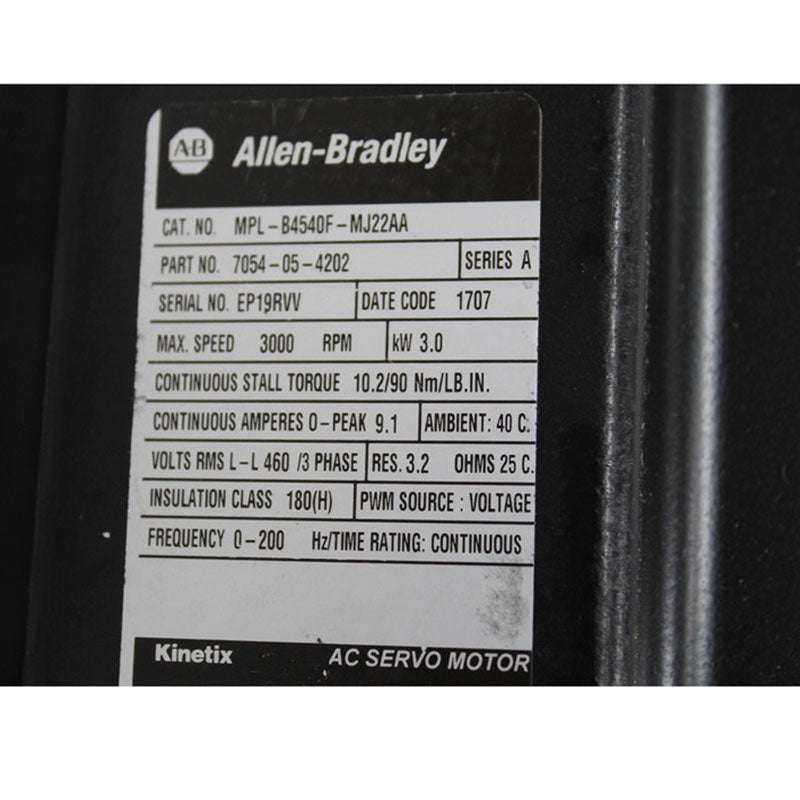 AB Allen-Bradley
CAT. NO. MPL-B4540F-MJ22AA
PART NO. 7054-05-4202 SERIES A
SERIAL NO. EP19RVV DATE CODE 1707
MAX. SPEED 3000 RPM kW 3.0
CONTINUOUS STALL TORQUE 10.2/90 Nm/LB.IN.
CONTINUOUS AMPERES 0-PEAK 9.1 AMBIENT: 40 C.
VOLTS RMS L-L 460 /3 PHASE RES. 3.2 OHMS 25 C.
INSULATION CLASS 180(H) PWM SOURCE : VOLTAGE
FREQUENCY 0-200 Hz/TIME RATING: CONTINUOUS
Kinetix AC SERVO MOTOR